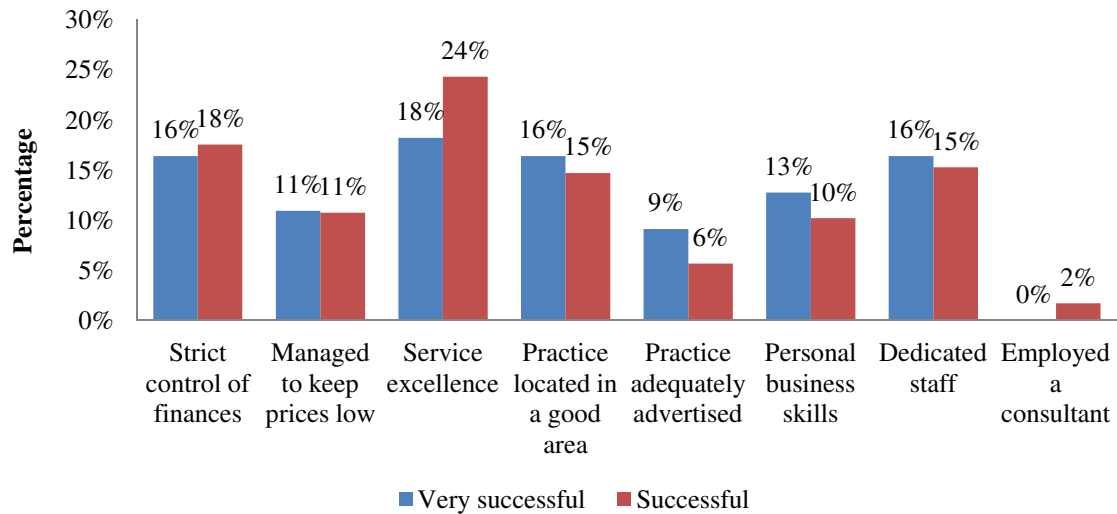 30%
25%
20%
15%
10%
5%
0%
Percentage
16%
18%
11%
11%
18%
24%
16%
15%
9%
6%
13%
10%
16%
15%
0%
2%
Strict
control of
finances
Managed
to keep
prices low
Service
excellence
Practice
located in
a good
area
Practice
adequately
advertised
Personal
business
skills
Dedicated
staff
Employed
a
consultant
Very successful
Successful